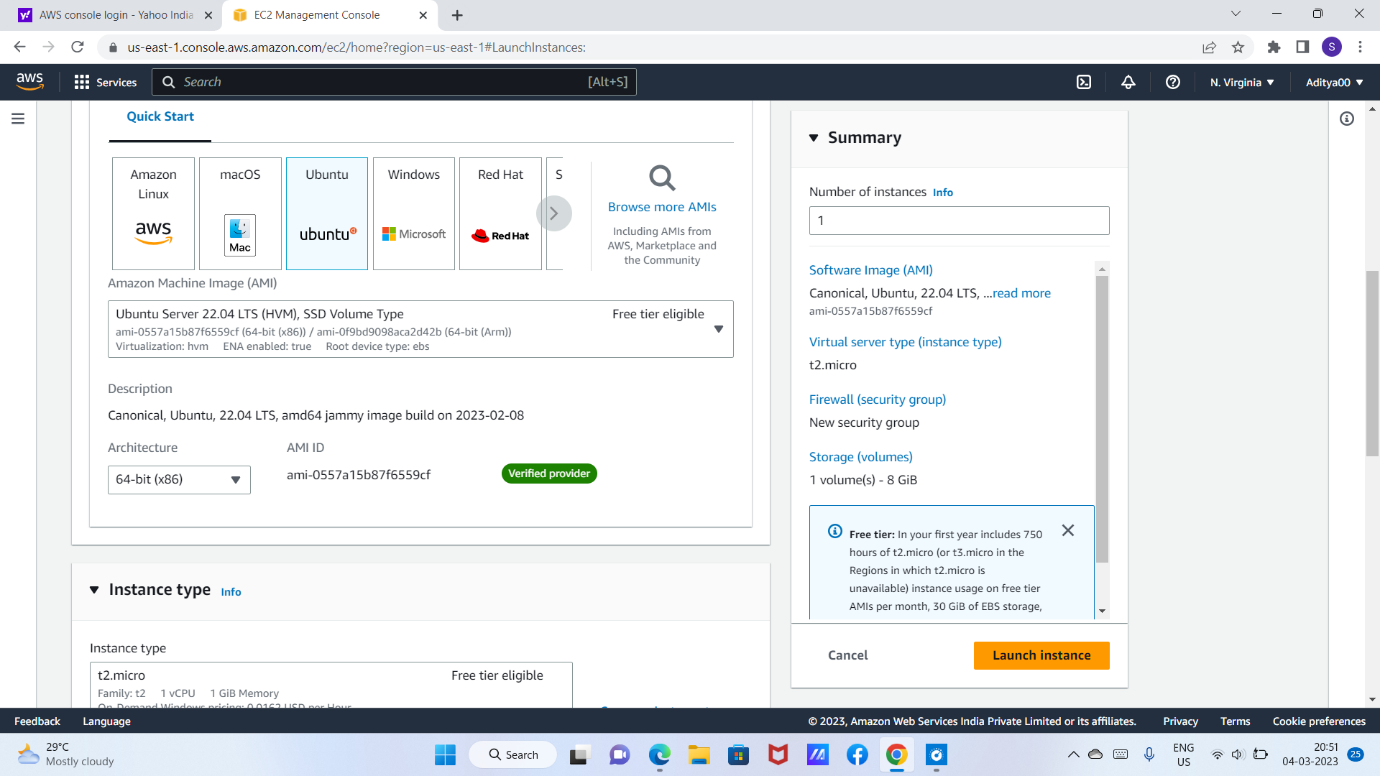 AWS console login - Yahoo India
EC2 Management Console
us-east-1.console.aws.amazon.com/ec2/home?region=us-east-1#LaunchInstances:
aws
Services
Search
[Alt+S]
N. Virginia
Aditya00
S
Quick Start
Amazon
Linux
aws
macOS
Mac
Ubuntu
ubuntu
Windows
Microsoft
Red Hat
Red Hat
S
Browse more AMIs
Including AMIs from
AWS, Marketplace and
the Community
Amazon Machine Image (AMI)
Ubuntu Server 22.04 LTS (HVM), SSD Volume Type
Free tier eligible
ami-0557a15b87f6559cf (64-bit (x86)) / ami-0f9bd9098aca2d42b (64-bit (Arm))
Virtualization: hvm ENA enabled: true Root device type: ebs
Description
Canonical, Ubuntu, 22.04 LTS, amd64 jammy image build on 2023-02-08
Architecture
AMI ID
64-bit (x86)
ami-0557a15b87f6559cf
Verified provider
Instance type Info
Instance type
t2.micro
Free tier eligible
Family: t2 1 vCPU 1 GiB Memory
On-Demand Windows pricing: 0.0162 USD per Hour
Summary
Number of instances Info
1
Software Image (AMI)
Canonical, Ubuntu, 22.04 LTS, ...read more
ami-0557a15b87f6559cf
Virtual server type (instance type)
t2.micro
Firewall (security group)
New security group
Storage (volumes)
1 volume(s) - 8 GiB
Free tier: In your first year includes 750
hours of t2.micro (or t3.micro in the
Regions in which t2.micro is
unavailable) instance usage on free tier
AMIs per month, 30 GiB of EBS storage,
Cancel
Launch instance
Feedback
Language
© 2023, Amazon Web Services India Private Limited or its affiliates.
Privacy
Terms
Cookie preferences
29°C
Mostly cloudy
Search
ENG
US
20:51
04-03-2023
25